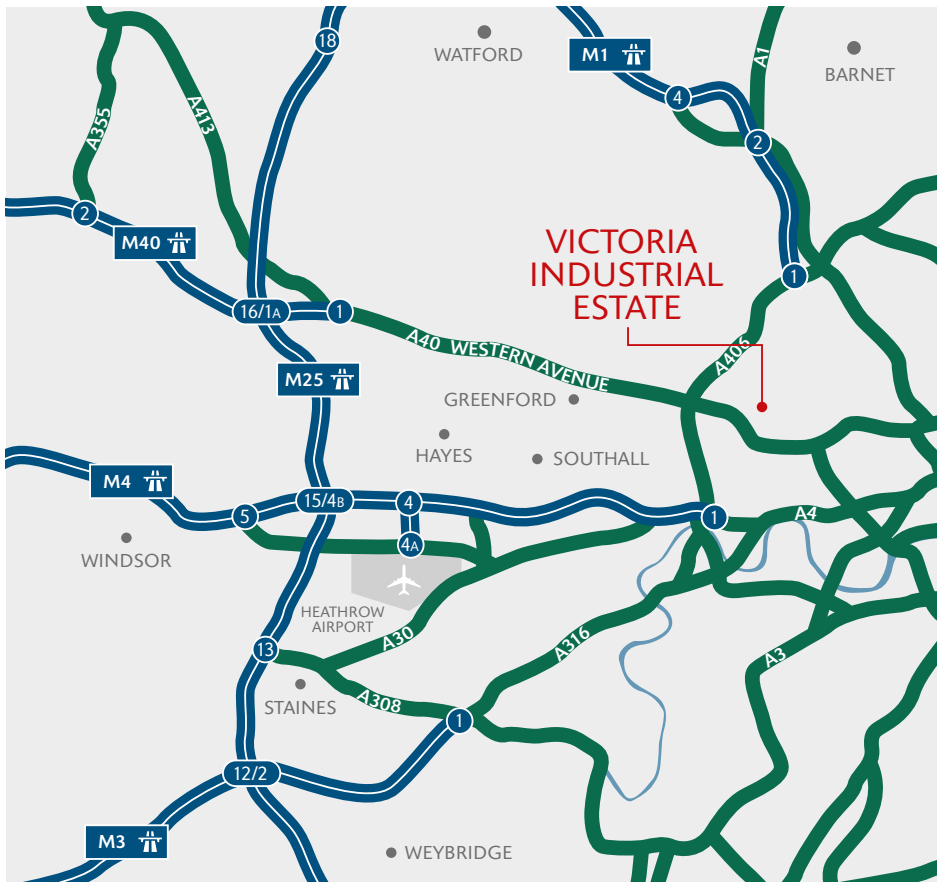 18
WATFORD
M1
A1
BARNET
4
2
A355
A413
2
M40
VICTORIA
INDUSTRIAL
ESTATE
1
16/1A
1
A40 WESTERN AVENUE
A406
M25
GREENFORD
HAYES
SOUTHALL
M4
15/4B
4
5
1
A4
4A
WINDSOR
HEATHROW
AIRPORT
A30
A316
13
A3
STAINES
A308
1
12/2
M3
WEYBRIDGE